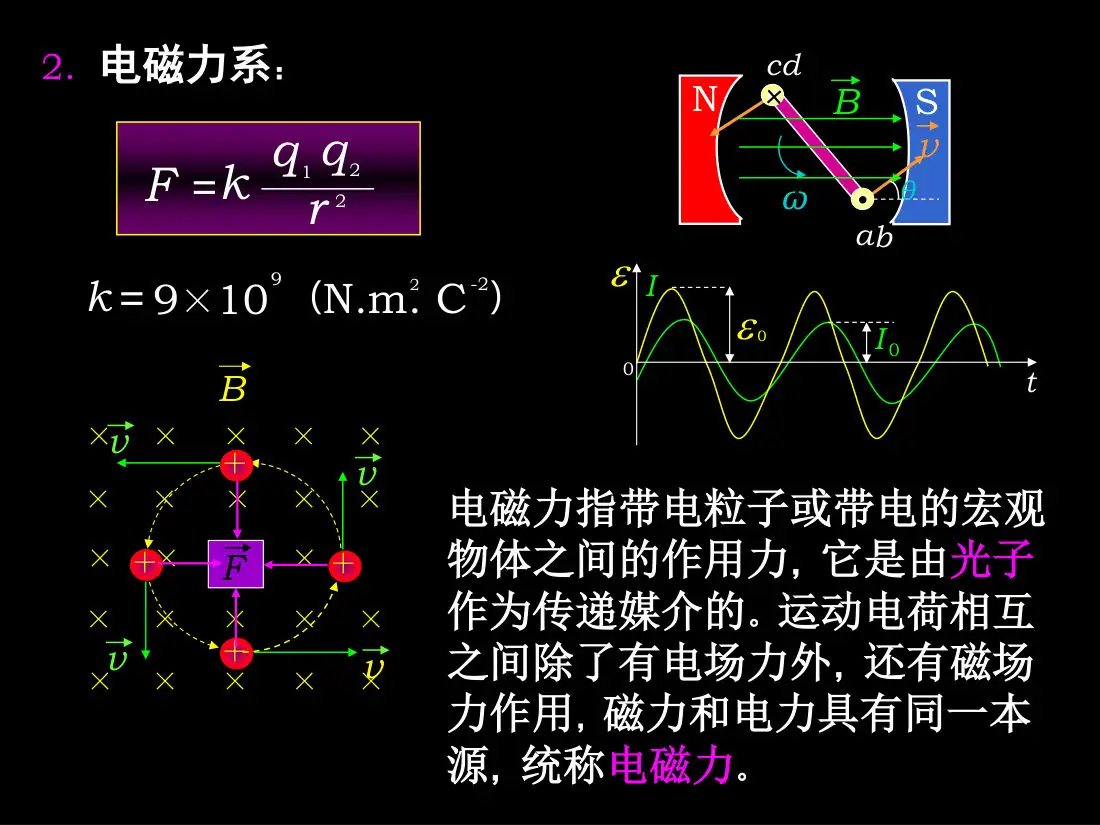 2. 电磁力系：
F = k q₁ q₂ / r²
k = 9×10⁹ (N.m². C⁻²)
cd
N
B
S
υ
θ
ω
ab
ε
I
ε₀
I₀
0
t
B
× υ × × × ×
υ
× × × × ×
× × F ×
+ + + +
× × × × ×
υ
υ
× × × × ×
电磁力指带电粒子或带电的宏观
物体之间的作用力，它是由光子
作为传递媒介的。运动电荷相互
之间除了有电场力外，还有磁场
力作用，磁力和电力具有同一本
源，统称电磁力。